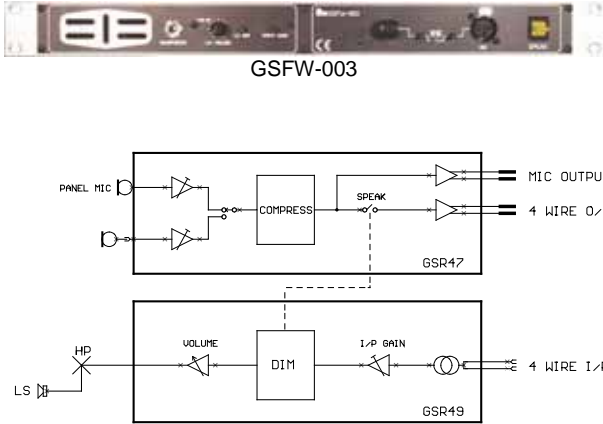 GSFW-003
PANEL MIC
COMPRESS
SPEAK
MIC OUTPU
4 WIRE O/
GSR47
HP
VOLUME
DIM
I/P GAIN
4 WIRE I/P
LS
GSR49